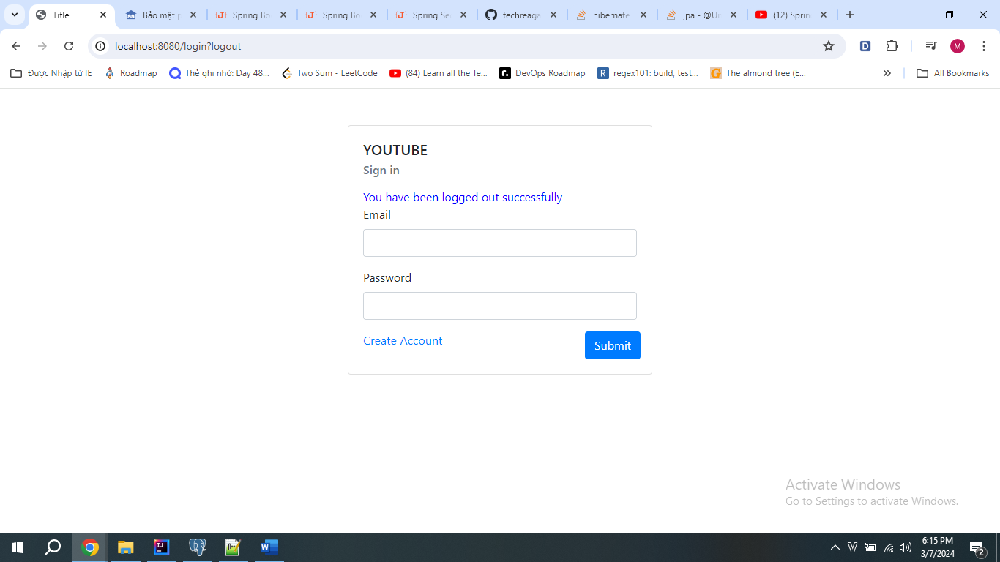 Title
Bảo mật p
Spring Bo
Spring Bo
Spring Se
techreaga
hibernate
jpa - @Un
(12) Sprin
localhost:8080/login?logout
D
M
Được Nhập từ IE
Roadmap
Thẻ ghi nhớ: Day 48...
Two Sum - LeetCode
(84) Learn all the Te...
DevOps Roadmap
regex101: build, test...
The almond tree (E...
All Bookmarks
YOUTUBE
Sign in
You have been logged out successfully
Email
Password
Create Account
Submit
Activate Windows
Go to Settings to activate Windows.
6:15 PM
3/7/2024
2